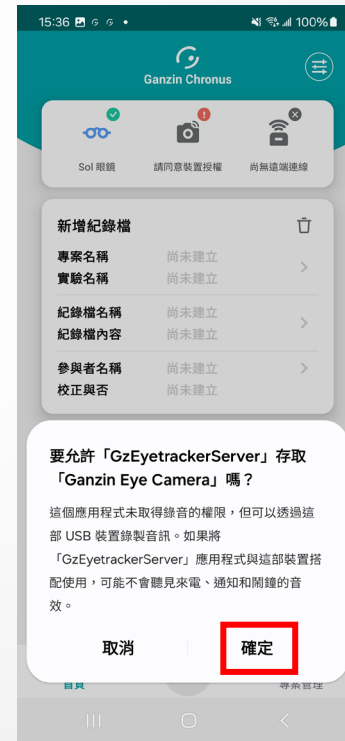 15:36 100%
Ganzin Chronus
Sol 眼鏡 請同意裝置授權 尚無遠端連線
新增紀錄檔
專案名稱 尚未建立
實驗名稱 尚未建立
紀錄檔名稱 尚未建立
紀錄檔內容 尚未建立
參與者名稱 尚未建立
校正與否 尚未建立
要允許「GzEyetrackerServer」存取
「Ganzin Eye Camera」嗎？
這個應用程式未取得錄音的權限，但可以透過這
部 USB 裝置錄製音訊。如果將
「GzEyetrackerServer」應用程式與這部裝置搭
配使用，可能不會聽見來電、通知和鬧鐘的音
效。
取消 確定
首頁 專案管理